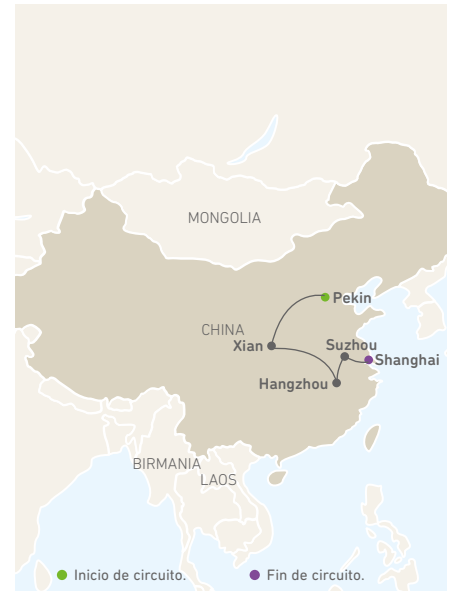 MONGOLIA
Pekin
CHINA
Xian
Suzhou
Shanghai
Hangzhou
BIRMANIA
LAOS
Inicio de circuito.
Fin de circuito.